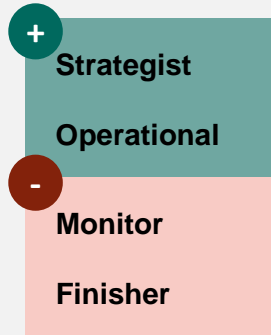 +
Strategist
Operational
-
Monitor
Finisher